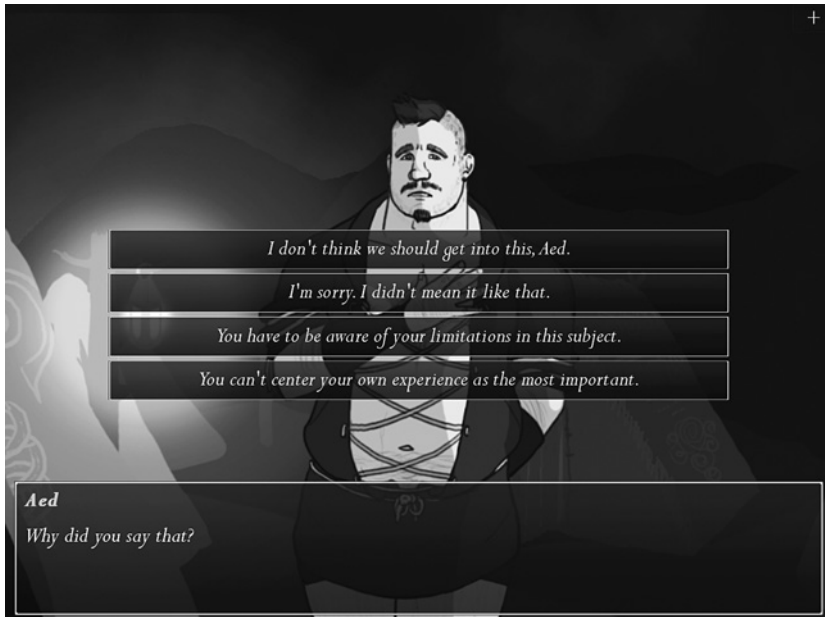 +
I don't think we should get into this, Aed.
I'm sorry. I didn't mean it like that.
You have to be aware of your limitations in this subject.
You can't center your own experience as the most important.
Aed
Why did you say that?